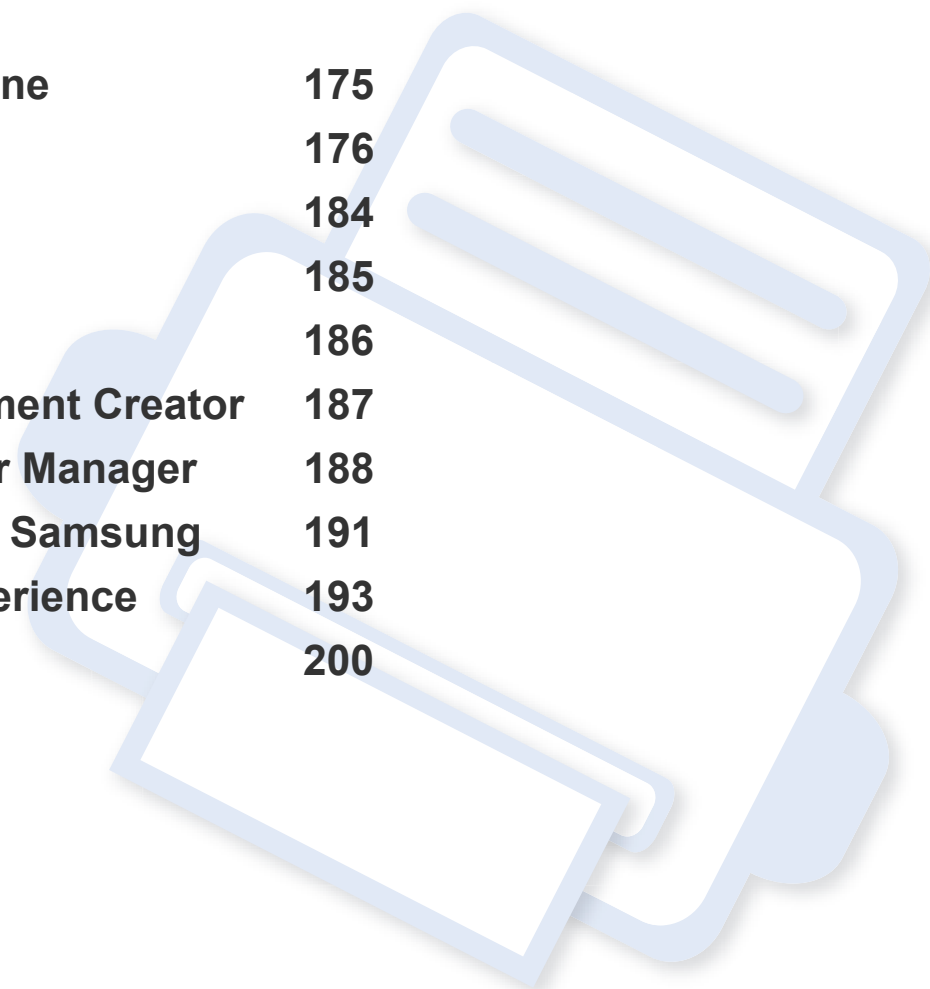 ne 175
176
184
185
186
ment Creator 187
r Manager 188
Samsung 191
erience 193
200